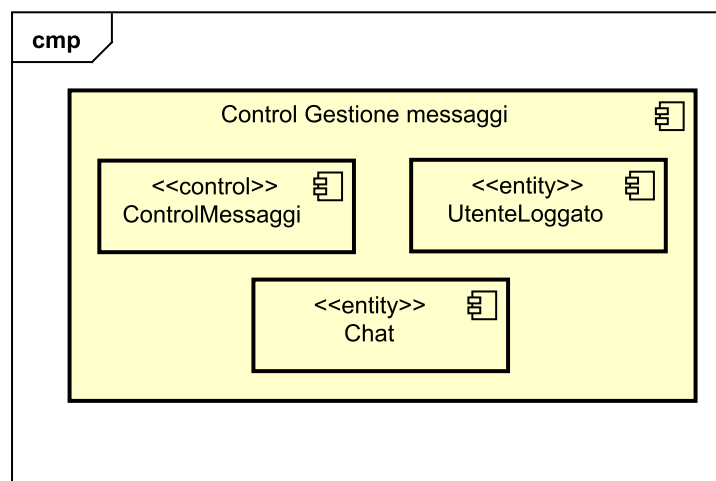 cmp
Control Gestione messaggi
<<control>>
ControlMessaggi
<<entity>>
UtenteLoggato
<<entity>>
Chat